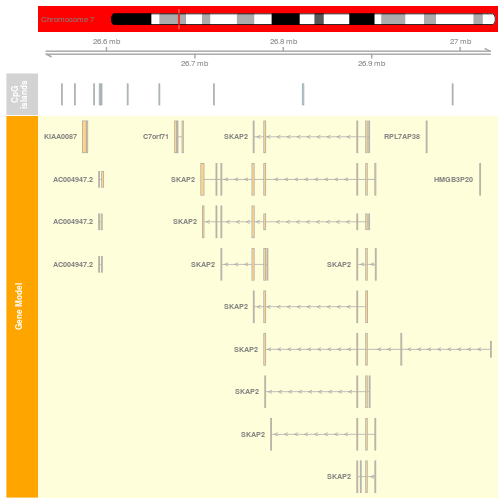 Chromosome 7
26.6 mb
26.8 mb
27 mb
26.7 mb
26.9 mb
CpG
islands
Gene Model
KIAA0087
C7orf71
SKAP2
RPL7AP38
AC004947.2
SKAP2
HMGB3P20
AC004947.2
SKAP2
AC004947.2
SKAP2
SKAP2
SKAP2
SKAP2
SKAP2
SKAP2
SKAP2